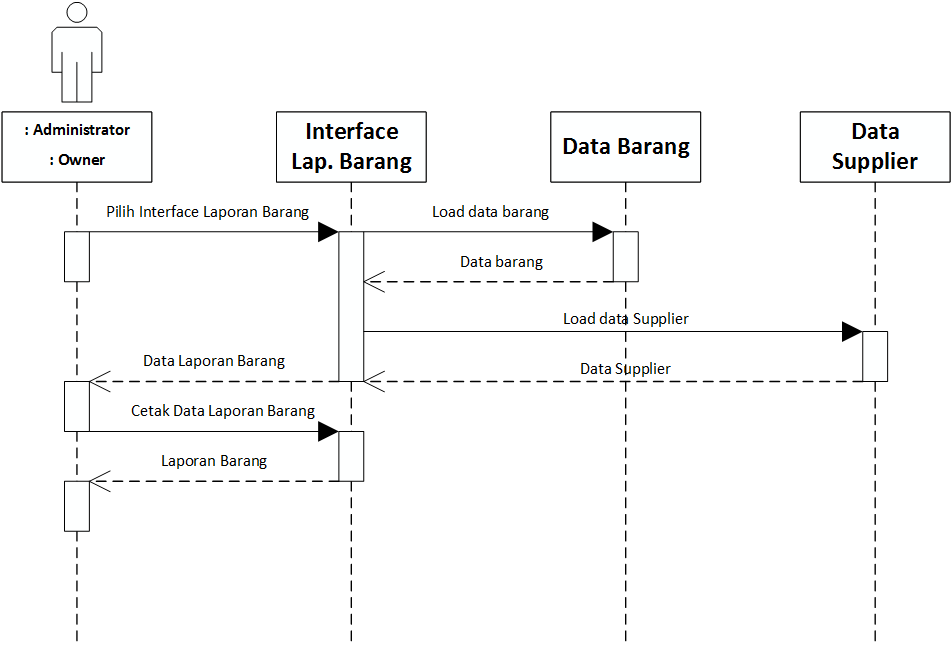 : Administrator
: Owner
Interface
Lap. Barang
Data Barang
Data
Supplier
Pilih Interface Laporan Barang
Load data barang
Data barang
Load data Supplier
Data Laporan Barang
Data Supplier
Cetak Data Laporan Barang
Laporan Barang